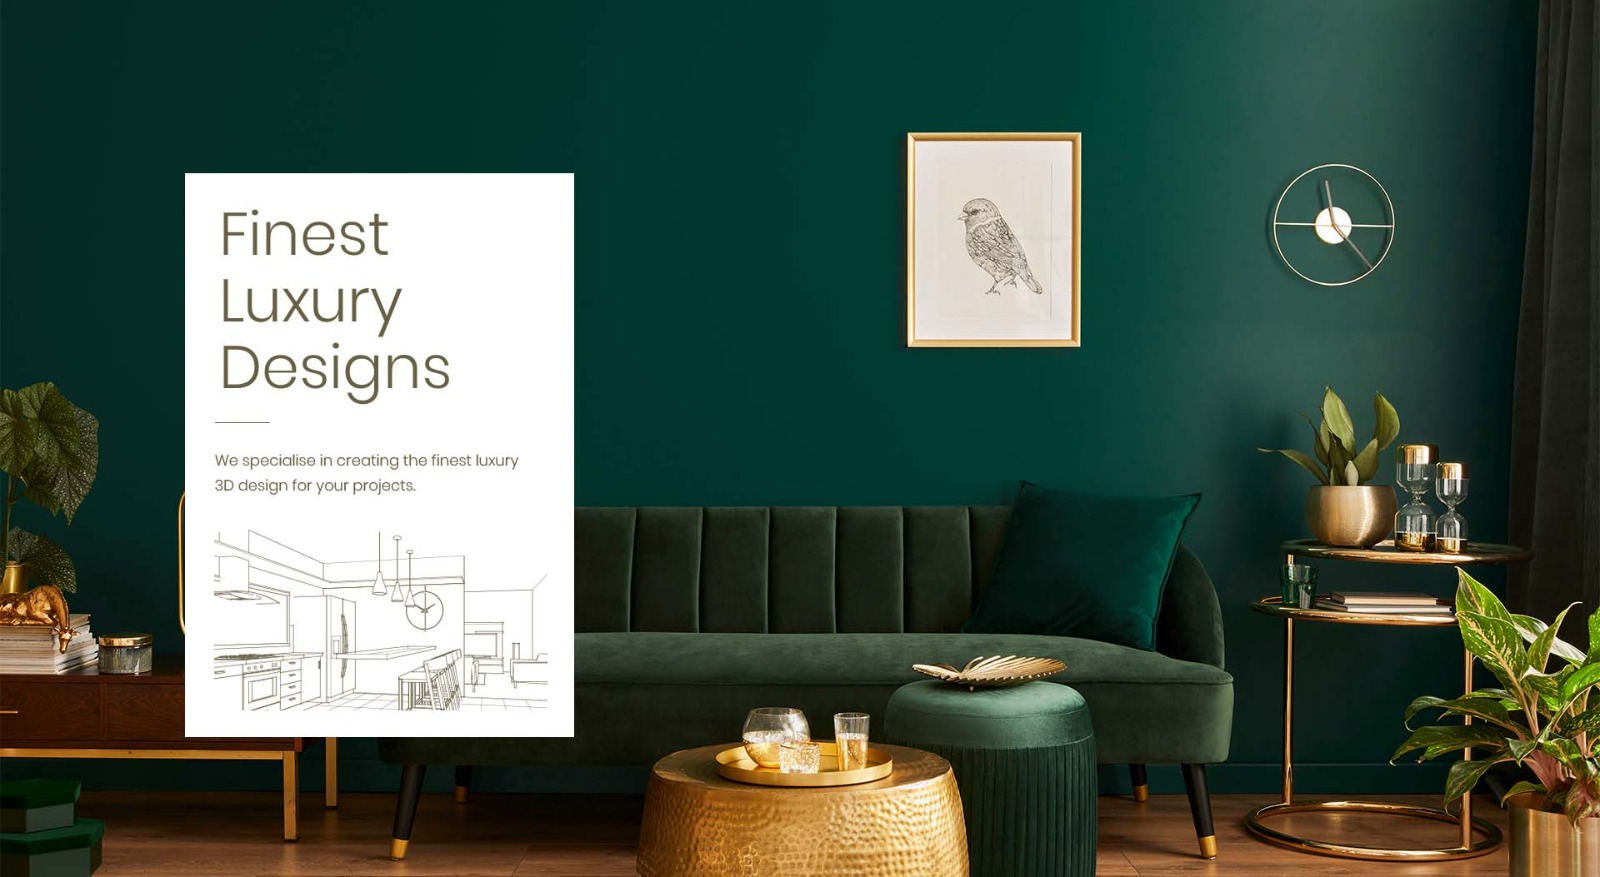 Finest
Luxury
Designs
We specialise in creating the finest luxury
3D design for your projects.